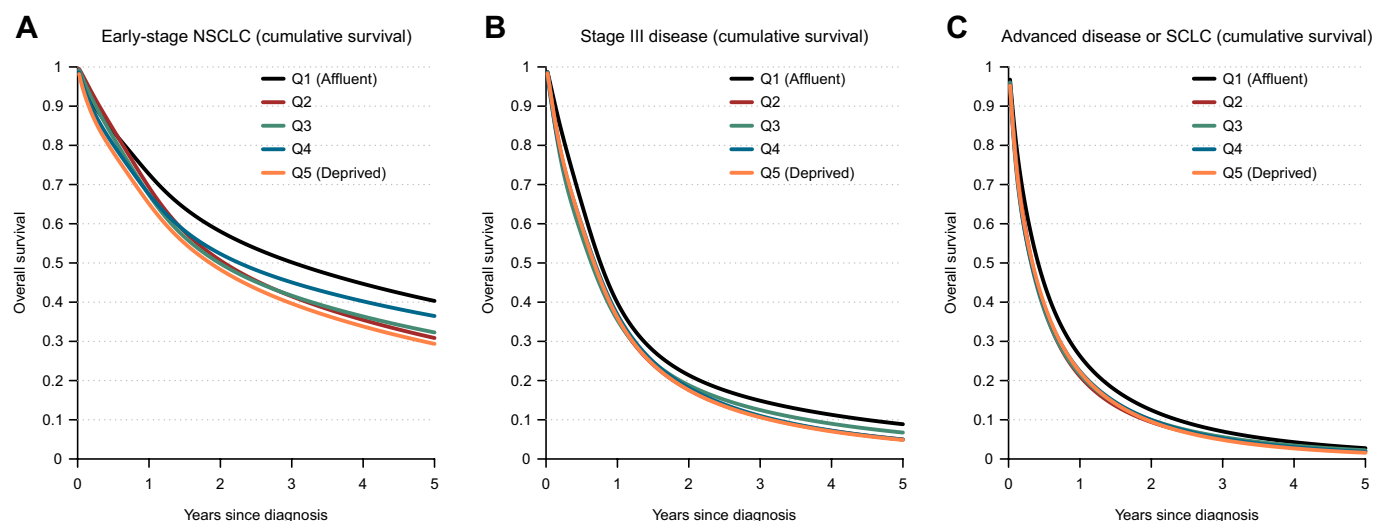 A
Early-stage NSCLC (cumulative survival)
Overall survival
1
0.9
0.8
0.7
0.6
0.5
0.4
0.3
0.2
0.1
0
Q1 (Affluent)
Q2
Q3
Q4
Q5 (Deprived)
0 1 2 3 4 5
Years since diagnosis
B
Stage III disease (cumulative survival)
Overall survival
1
0.9
0.8
0.7
0.6
0.5
0.4
0.3
0.2
0.1
0
Q1 (Affluent)
Q2
Q3
Q4
Q5 (Deprived)
0 1 2 3 4 5
Years since diagnosis
C
Advanced disease or SCLC (cumulative survival)
Overall survival
1
0.9
0.8
0.7
0.6
0.5
0.4
0.3
0.2
0.1
0
Q1 (Affluent)
Q2
Q3
Q4
Q5 (Deprived)
0 1 2 3 4 5
Years since diagnosis